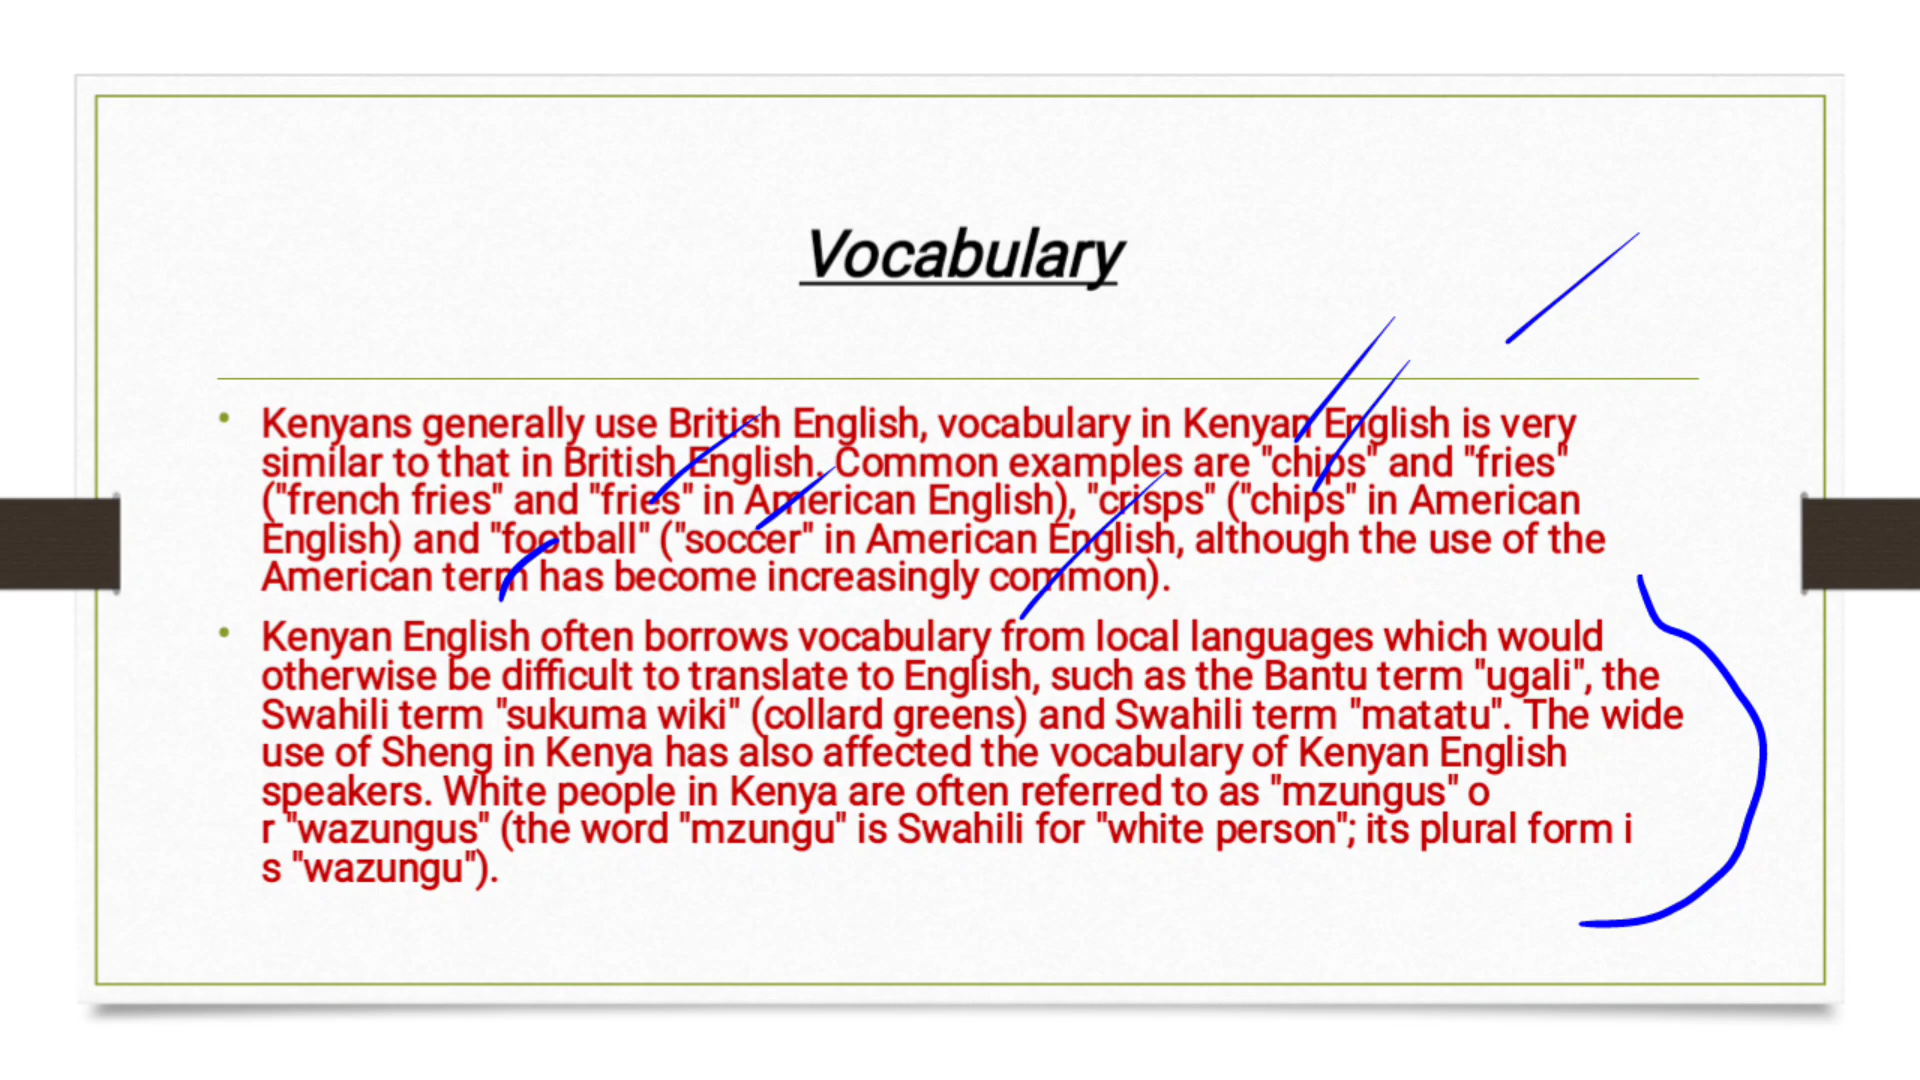 Vocabulary
Kenyans generally use British English, vocabulary in Kenyan English is very
similar to that in British English. Common examples are "chips" and "fries"
("french fries" and "fries" in American English), "crisps" ("chips" in American
English) and "football" ("soccer" in American English, although the use of the
American term has become increasingly common).
Kenyan English often borrows vocabulary from local languages which would
otherwise be difficult to translate to English, such as the Bantu term "ugali", the
Swahili term "sukuma wiki" (collard greens) and Swahili term "matatu". The wide
use of Sheng in Kenya has also affected the vocabulary of Kenyan English
speakers. White people in Kenya are often referred to as "mzungus" o
r "wazungus" (the word "mzungu" is Swahili for "white person"; its plural form i
s "wazungu").